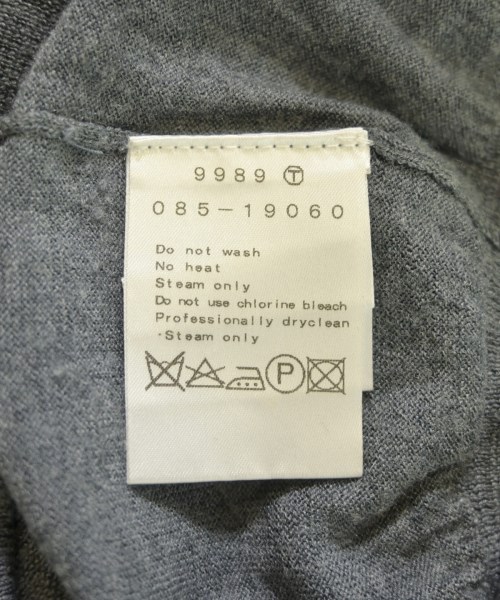 9989 Ⓣ
085-19060
Do not wash
No heat
Steam only
Do not use chlorine bleach
Professionally dryclean
·Steam only
P